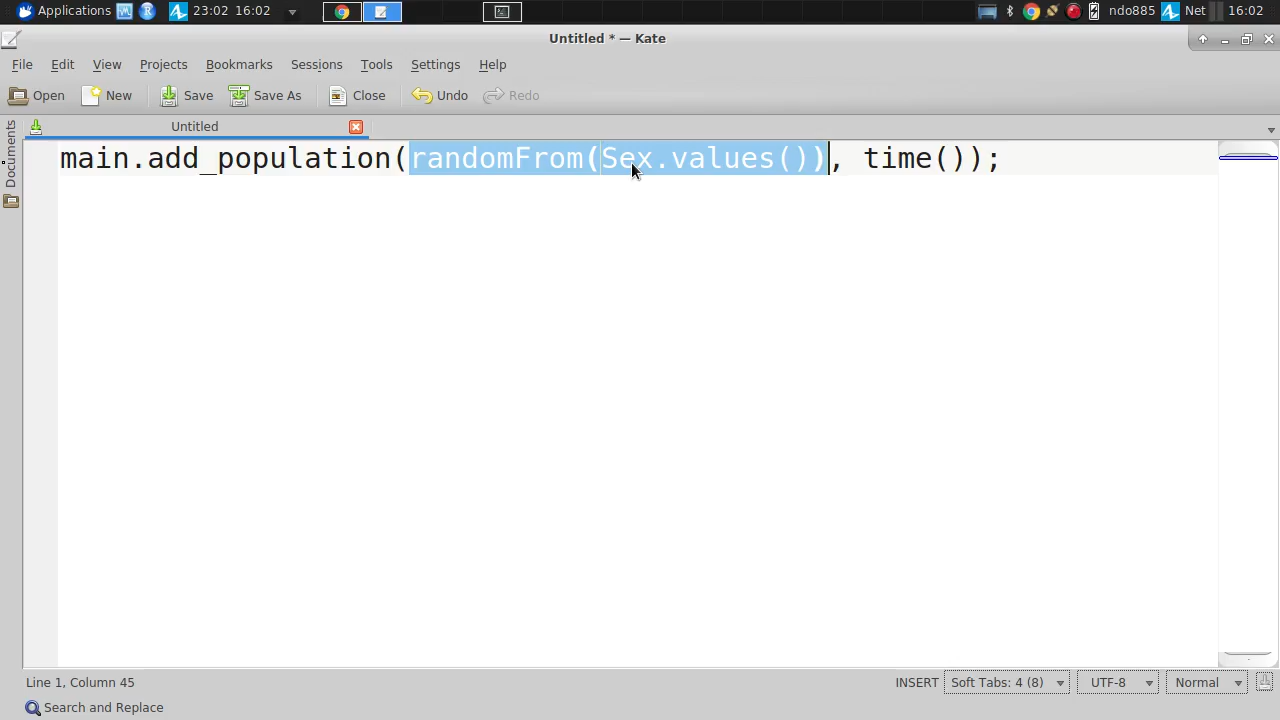 Applications 23:02 16:02 ndo885 Net 16:02
Untitled * — Kate
File Edit View Projects Bookmarks Sessions Tools Settings Help
Open New Save Save As Close Undo Redo
Documents
Untitled
main.add_population(randomFrom(Sex.values()), time());
Line 1, Column 45 INSERT Soft Tabs: 4 (8) UTF-8 Normal
Search and Replace